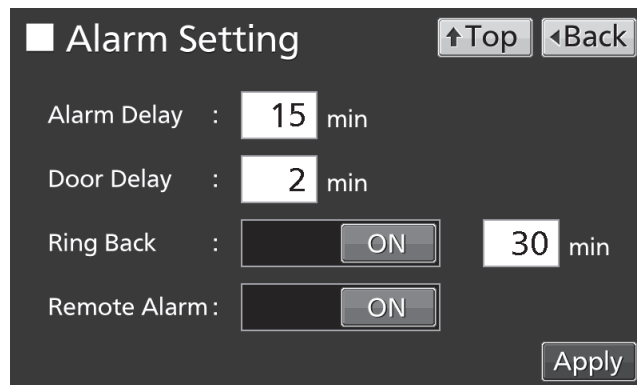 Alarm Setting ↑Top ◂Back
Alarm Delay : 15 min
Door Delay : 2 min
Ring Back : ON 30 min
Remote Alarm: ON
Apply